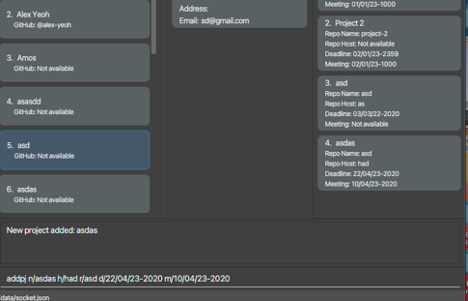 2. Alex Yeoh
GitHub: @alex-yeoh
3. Amos
GitHub: Not available
4. asasdd
GitHub: Not available
5. asd
GitHub: Not available
6. asdas
GitHub: Not available
Address:
Email: sd@gmail.com
Meeting: 01/01/23-1000
2. Project 2
Repo Name: project-2
Repo Host: Not available
Deadline: 02/01/23-2359
Meeting: 02/01/23-1000
3. asd
Repo Name: asd
Repo Host: as
Deadline: 03/03/22-2020
Meeting: Not available
4. asdas
Repo Name: asd
Repo Host: had
Deadline: 22/04/23-2020
Meeting: 10/04/23-2020
New project added: asdas
addpj n/asdas h/had r/asd d/22/04/23-2020 m/10/04/23-2020
data/socket.json